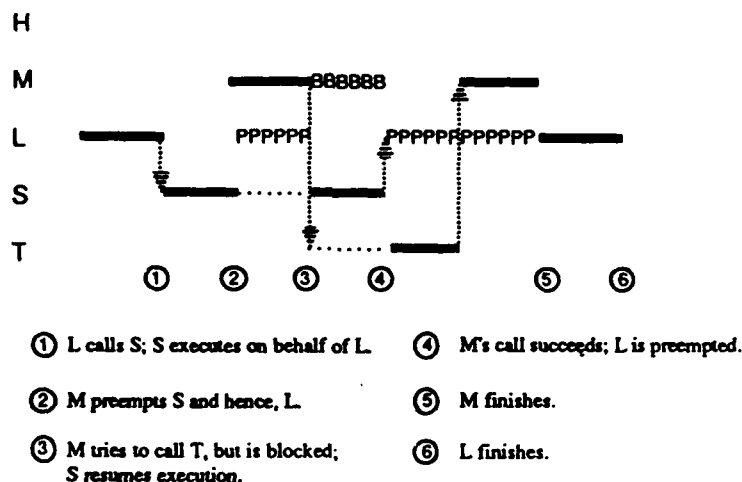 H
M BBBBBB
L PPPPPP PPPPPPPPPPPP
S
T
① ② ③ ④ ⑤ ⑥
① L calls S; S executes on behalf of L.
② M preempts S and hence, L.
③ M tries to call T, but is blocked;
S resumes execution.
④ M's call succeeds; L is preempted.
⑤ M finishes.
⑥ L finishes.